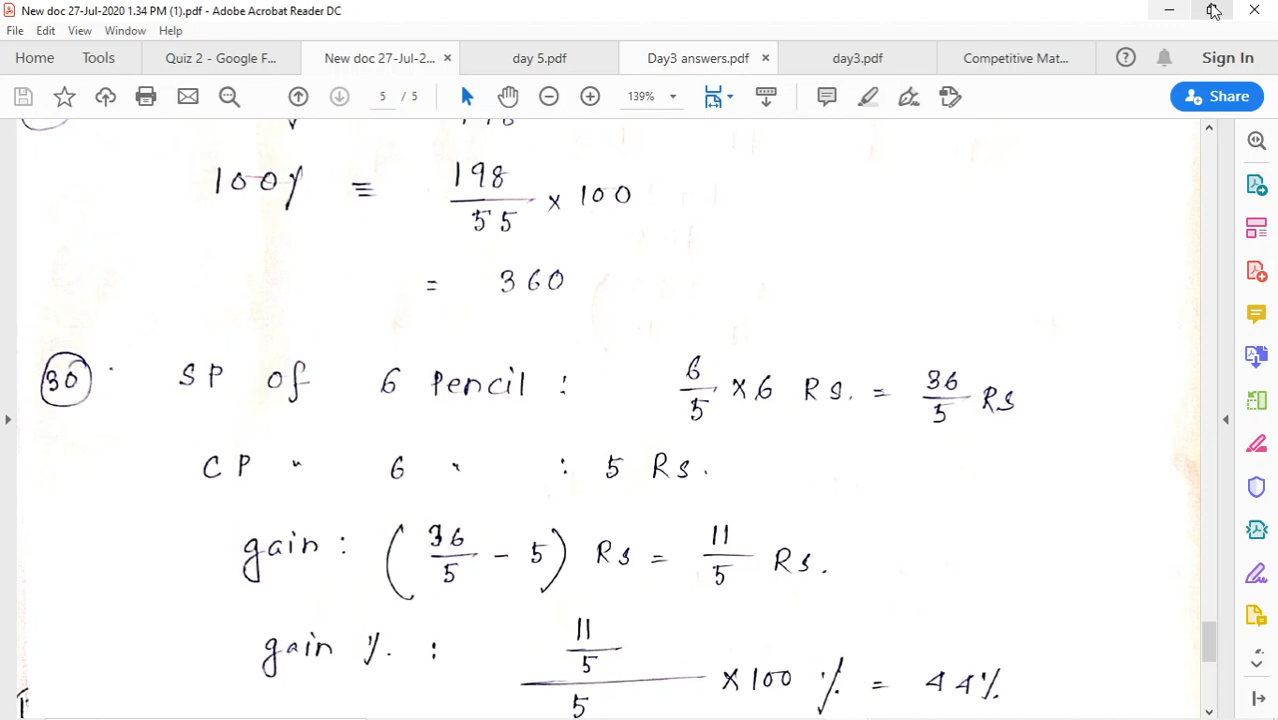 New doc 27-Jul-2020 1.34 PM (1).pdf - Adobe Acrobat Reader DC
File Edit View Window Help
Home Tools Quiz 2 - Google F... New doc 27-Jul-2... × day 5.pdf Day3 answers.pdf × day3.pdf Competitive Mat... Sign In
5 / 5 139% Share
100% ≡ 198/55 × 100
= 360
30 SP of 6 Pencil : 6/5 × 6 Rs. = 36/5 Rs
CP " 6 " : 5 Rs.
gain : (36/5 - 5) Rs = 11/5 Rs.
gain %. : 11/5 / 5 × 100 % = 44%